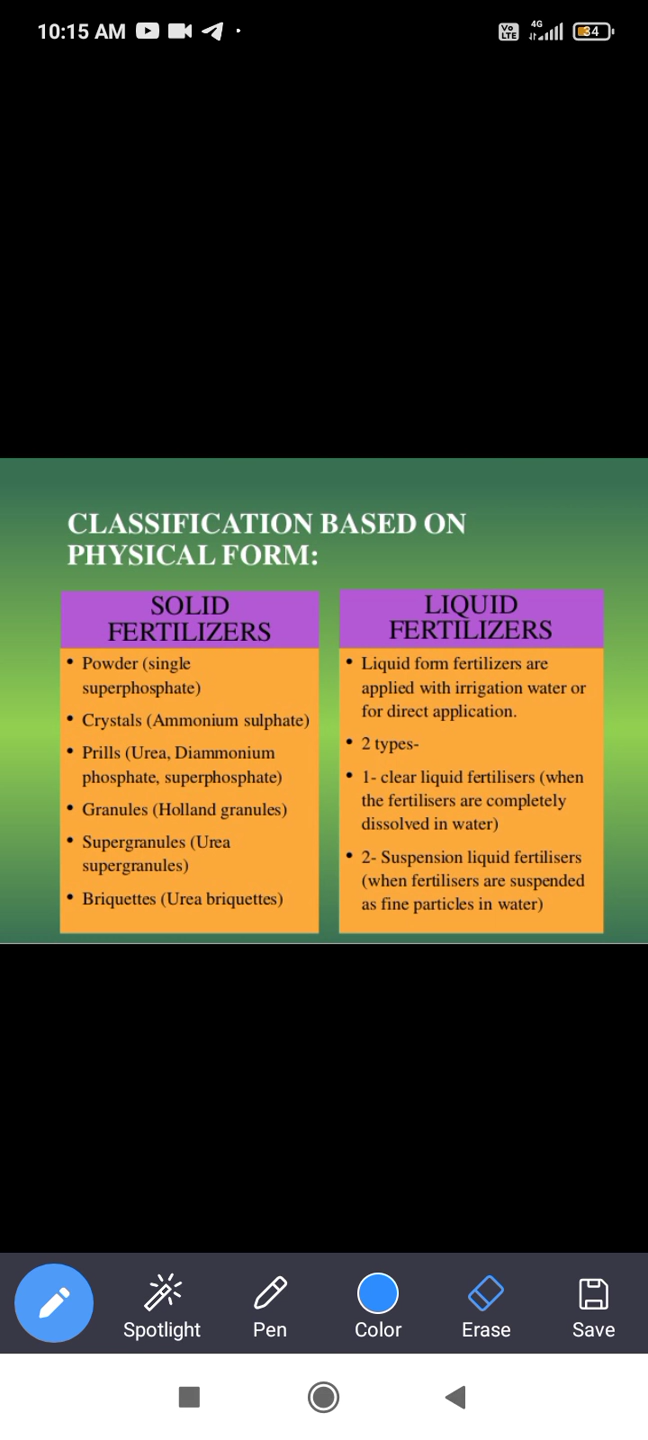 10:15 AM
Vo LTE
4G
34
CLASSIFICATION BASED ON
PHYSICAL FORM:
SOLID
FERTILIZERS
• Powder (single
superphosphate)
• Crystals (Ammonium sulphate)
• Prills (Urea, Diammonium
phosphate, superphosphate)
• Granules (Holland granules)
• Supergranules (Urea
supergranules)
• Briquettes (Urea briquettes)
LIQUID
FERTILIZERS
• Liquid form fertilizers are
applied with irrigation water or
for direct application.
• 2 types-
• 1- clear liquid fertilisers (when
the fertilisers are completely
dissolved in water)
• 2- Suspension liquid fertilisers
(when fertilisers are suspended
as fine particles in water)
Spotlight
Pen
Color
Erase
Save